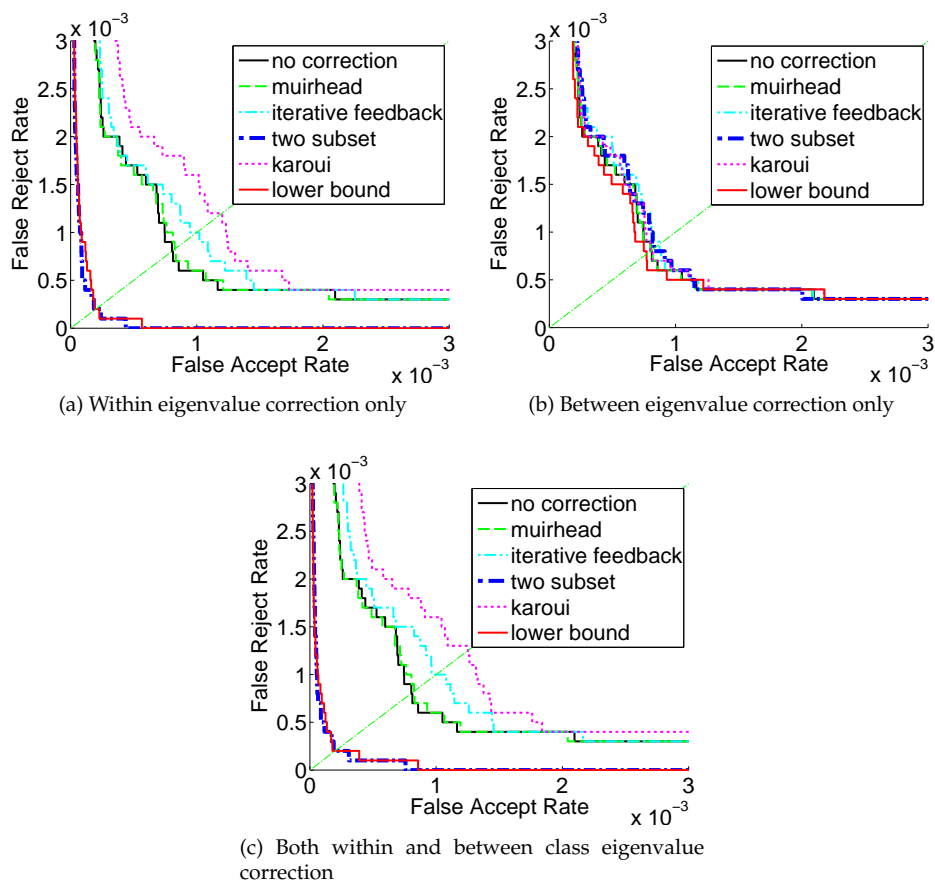 x 10⁻³
3
2.5
2
1.5
1
0.5
0
False Reject Rate
no correction
muirhead
iterative feedback
two subset
karoui
lower bound
0 1 2 3
False Accept Rate
x 10⁻³
(a) Within eigenvalue correction only
x 10⁻³
3
2.5
2
1.5
1
0.5
0
False Reject Rate
no correction
muirhead
iterative feedback
two subset
karoui
lower bound
0 1 2 3
False Accept Rate
x 10⁻³
(b) Between eigenvalue correction only
x 10⁻³
3
2.5
2
1.5
1
0.5
0
False Reject Rate
no correction
muirhead
iterative feedback
two subset
karoui
lower bound
0 1 2 3
False Accept Rate
x 10⁻³
(c) Both within and between class eigenvalue
correction